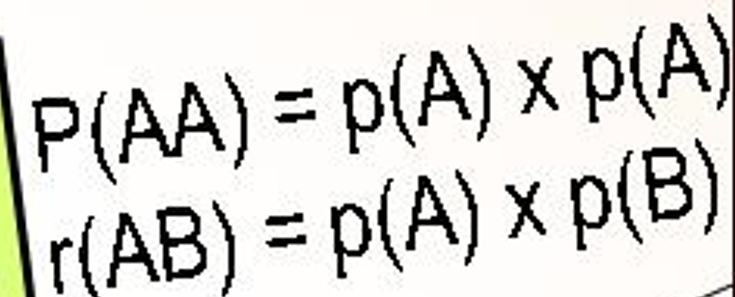 P(AA) = p(A) x p(A)
r(AB) = p(A) x p(B)